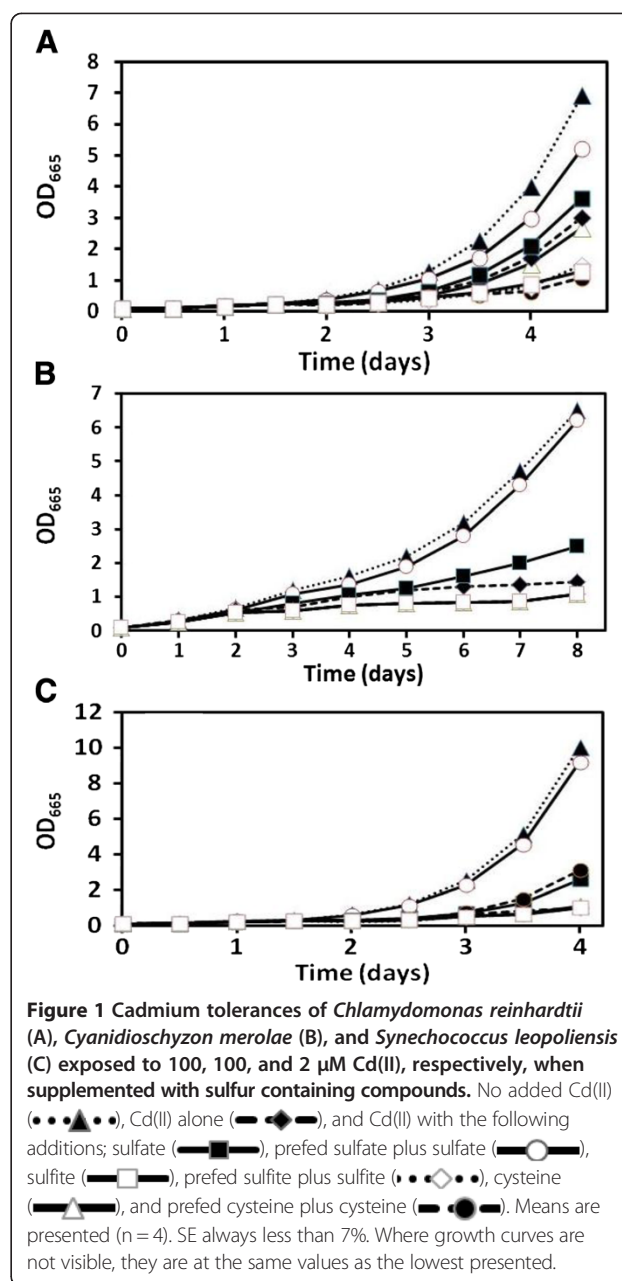 A
8
7
6
5
4
3
2
1
0
OD665
0 1 2 3 4
Time (days)
B
7
6
5
4
3
2
1
0
OD665
0 1 2 3 4 5 6 7 8
Time (days)
C
12
10
8
6
4
2
0
OD665
0 1 2 3 4
Time (days)
Figure 1 Cadmium tolerances of Chlamydomonas reinhardtii
(A), Cyanidioschyzon merolae (B), and Synechococcus leopoliensis
(C) exposed to 100, 100, and 2 μM Cd(II), respectively, when
supplemented with sulfur containing compounds. No added Cd(II)
( ), Cd(II) alone ( ), and Cd(II) with the following
additions; sulfate ( ), prefed sulfate plus sulfate ( ),
sulfite ( ), prefed sulfite plus sulfite ( ), cysteine
( ), and prefed cysteine plus cysteine ( ). Means are
presented (n = 4). SE always less than 7%. Where growth curves are
not visible, they are at the same values as the lowest presented.